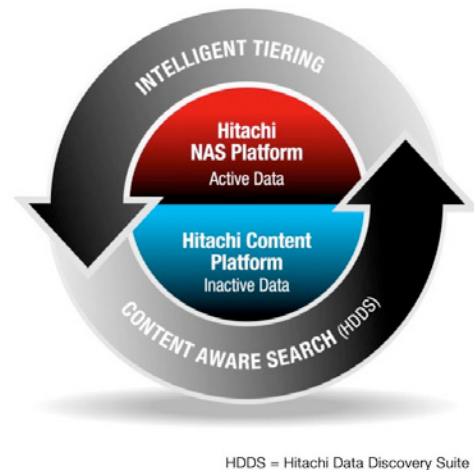 INTELLIGENT TIERING
Hitachi
NAS Platform
Active Data
Hitachi Content
Platform
Inactive Data
CONTENT AWARE SEARCH (HDDS)
HDDS = Hitachi Data Discovery Suite